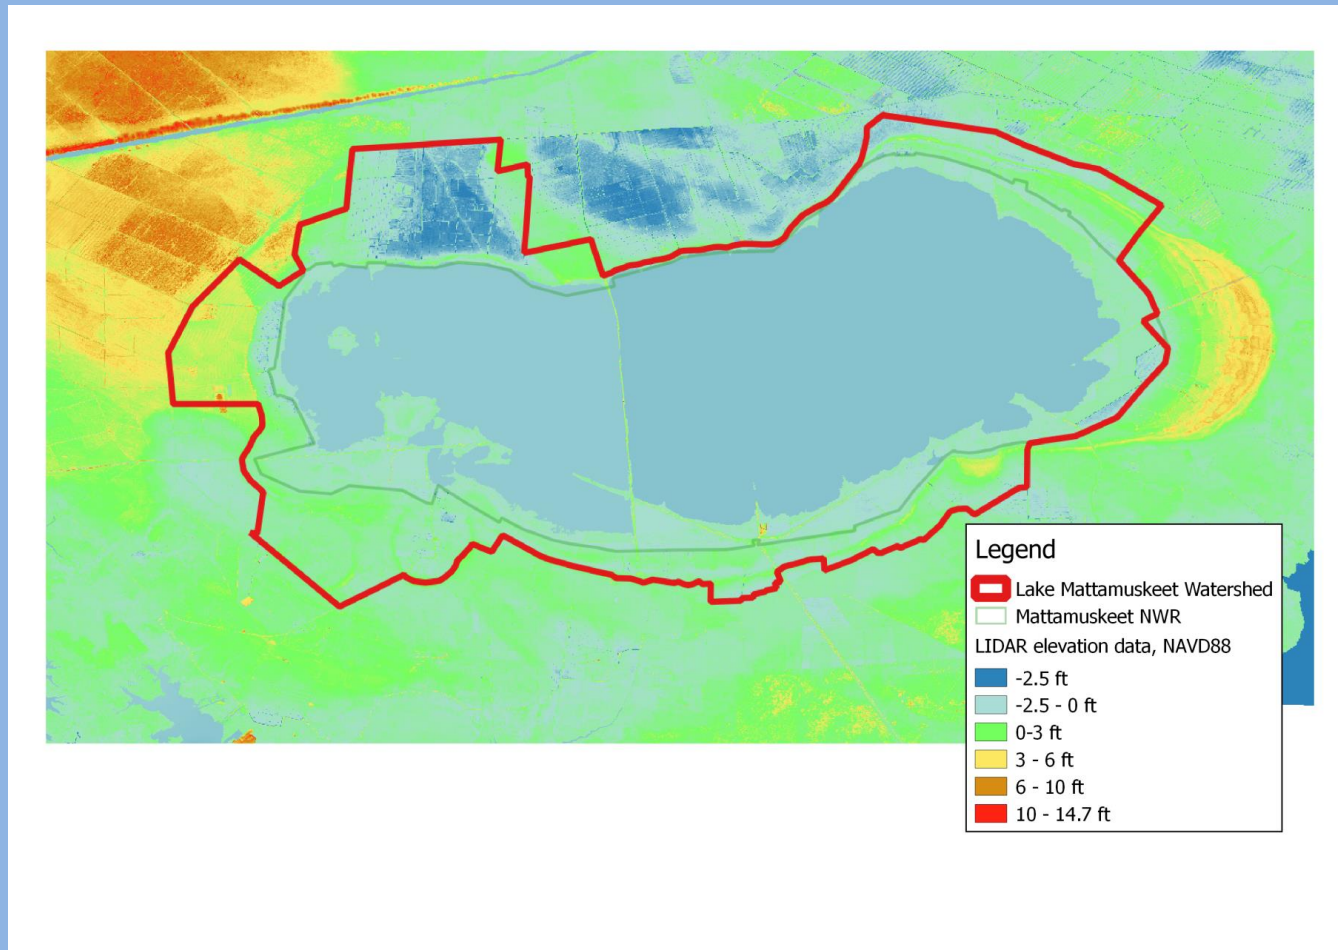 Legend
Lake Mattamuskeet Watershed
Mattamuskeet NWR
LIDAR elevation data, NAVD88
-2.5 ft
-2.5 - 0 ft
0-3 ft
3 - 6 ft
6 - 10 ft
10 - 14.7 ft